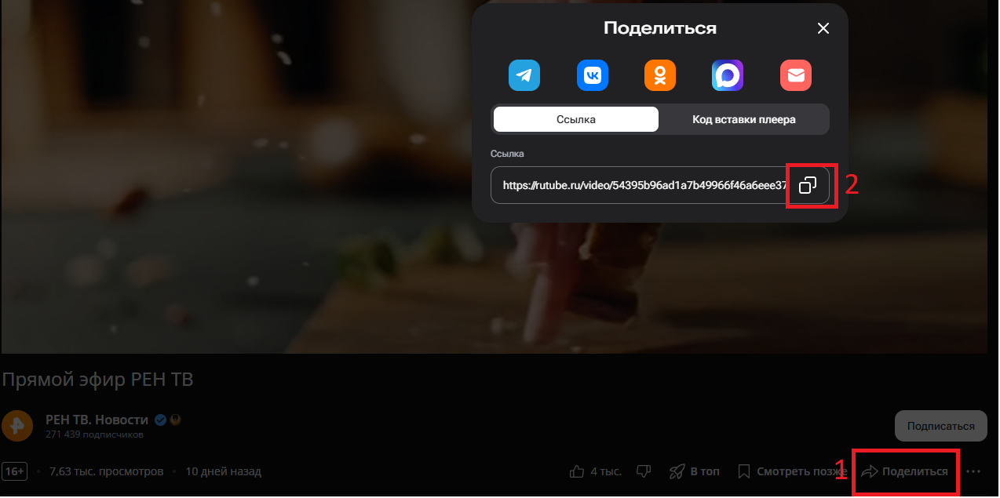 Поделиться
Ссылка
Код вставки плеера
Ссылка
https://rutube.ru/video/54395b96ad1a7b49966f46a6eee37
2
Прямой эфир РЕН ТВ
РЕН ТВ. Новости
271 439 подписчиков
Подписаться
16+ • 7,63 тыс. просмотров • 10 дней назад
4 тыс.
В топ
Смотреть позже
1
Поделиться